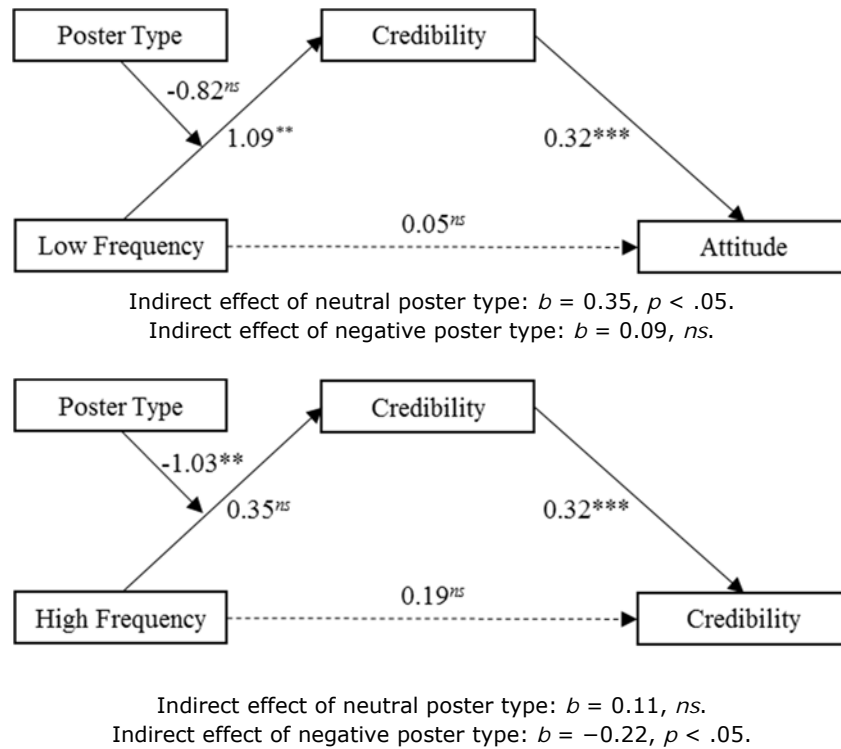 Poster Type
Credibility
-0.82ns
1.09**
0.32***
0.05ns
Low Frequency
Attitude
Indirect effect of neutral poster type: b = 0.35, p < .05.
Indirect effect of negative poster type: b = 0.09, ns.
Poster Type
Credibility
-1.03**
0.35ns
0.32***
0.19ns
High Frequency
Credibility
Indirect effect of neutral poster type: b = 0.11, ns.
Indirect effect of negative poster type: b = −0.22, p < .05.